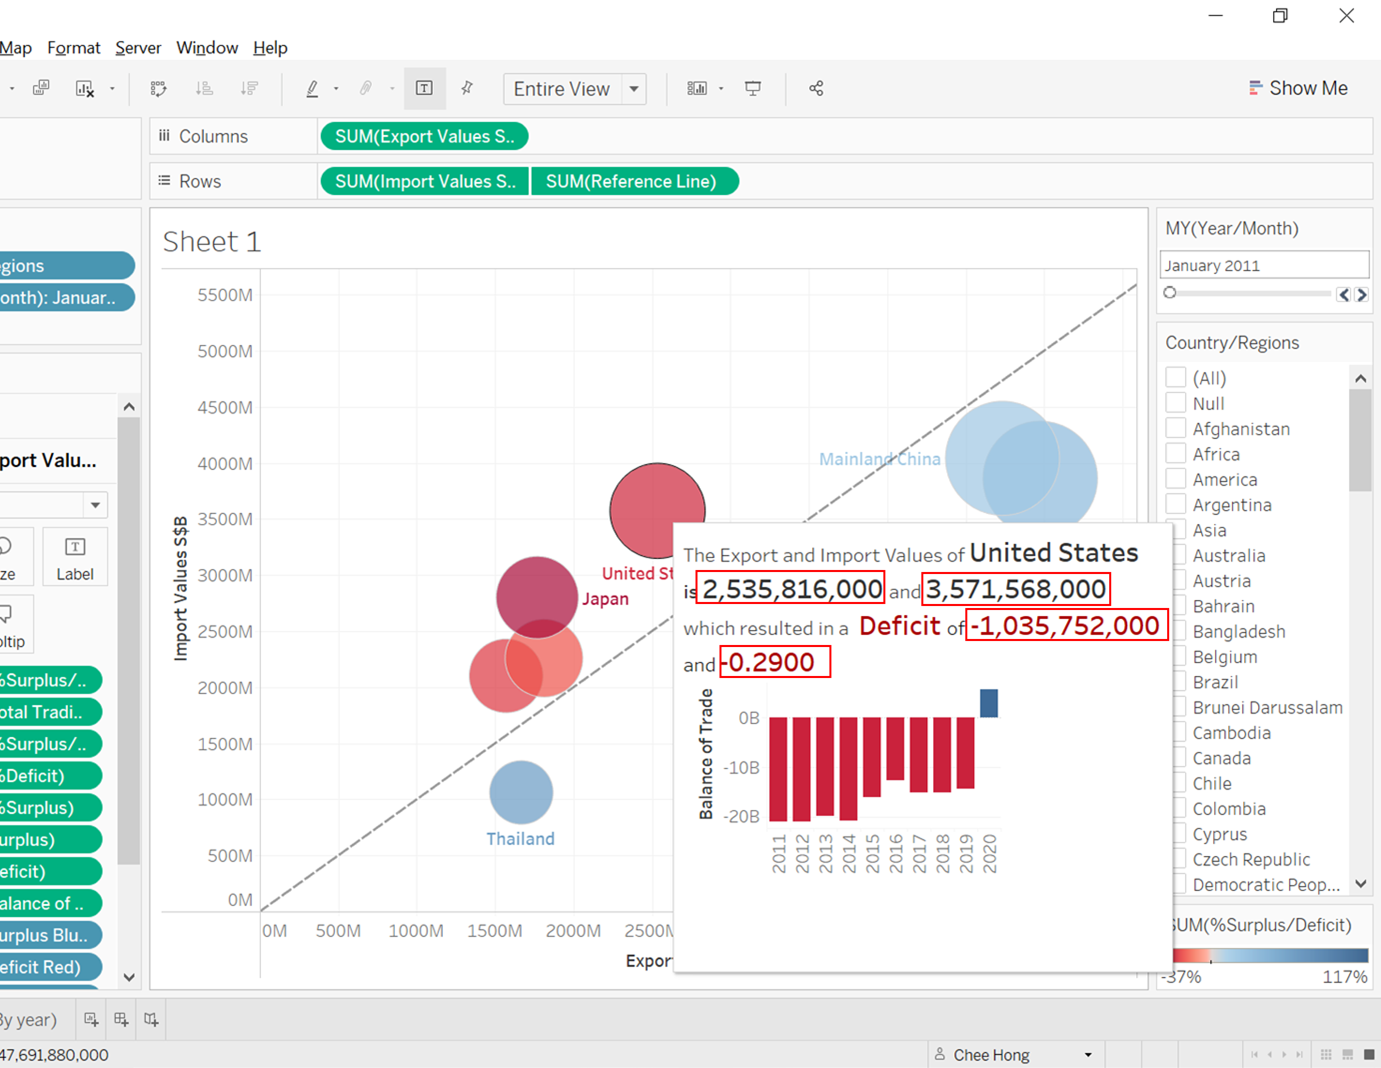 Map Format Server Window Help
Entire View
Show Me
Columns
SUM(Export Values S..
Rows
SUM(Import Values S..
SUM(Reference Line)
Sheet 1
5500M
5000M
4500M
4000M
3500M
3000M
2500M
2000M
1500M
1000M
500M
0M
Import Values S$B
0M 500M 1000M 1500M 2000M 2500M
Expor
Mainland China
United St
Japan
Thailand
The Export and Import Values of United States
is 2,535,816,000 and 3,571,568,000
which resulted in a Deficit of -1,035,752,000
and -0.2900
Balance of Trade
0B
-10B
-20B
2011 2012 2013 2014 2015 2016 2017 2018 2019 2020
egions
onth): Januar..
port Valu...
ze
Label
oltip
%Surplus/..
otal Tradi..
%Surplus/..
%Deficit)
%Surplus)
urplus)
eficit)
alance of ..
urplus Blu..
eficit Red)
MY(Year/Month)
January 2011
Country/Regions
(All)
Null
Afghanistan
Africa
America
Argentina
Asia
Australia
Austria
Bahrain
Bangladesh
Belgium
Brazil
Brunei Darussalam
Cambodia
Canada
Chile
Colombia
Cyprus
Czech Republic
Democratic Peop...
SUM(%Surplus/Deficit)
-37% 117%
By year)
47,691,880,000
Chee Hong